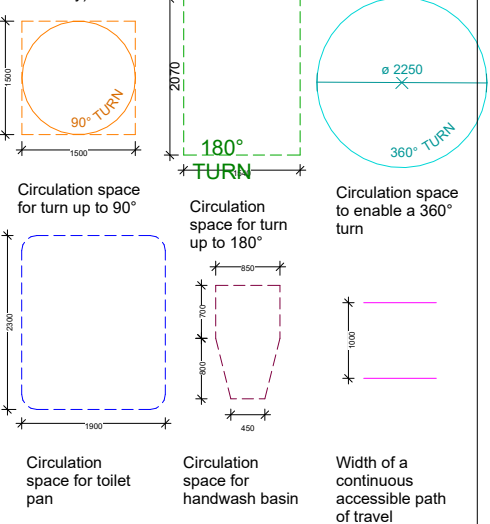 1500
90° TURN
1500
Circulation space
for turn up to 90°
2070
180°
TURN
Circulation
space for turn
up to 180°
ø 2250
360° TURN
Circulation space
to enable a 360°
turn
2300
1900
Circulation
space for toilet
pan
850
700
800
450
Circulation
space for
handwash basin
1000
Width of a
continuous
accessible path
of travel